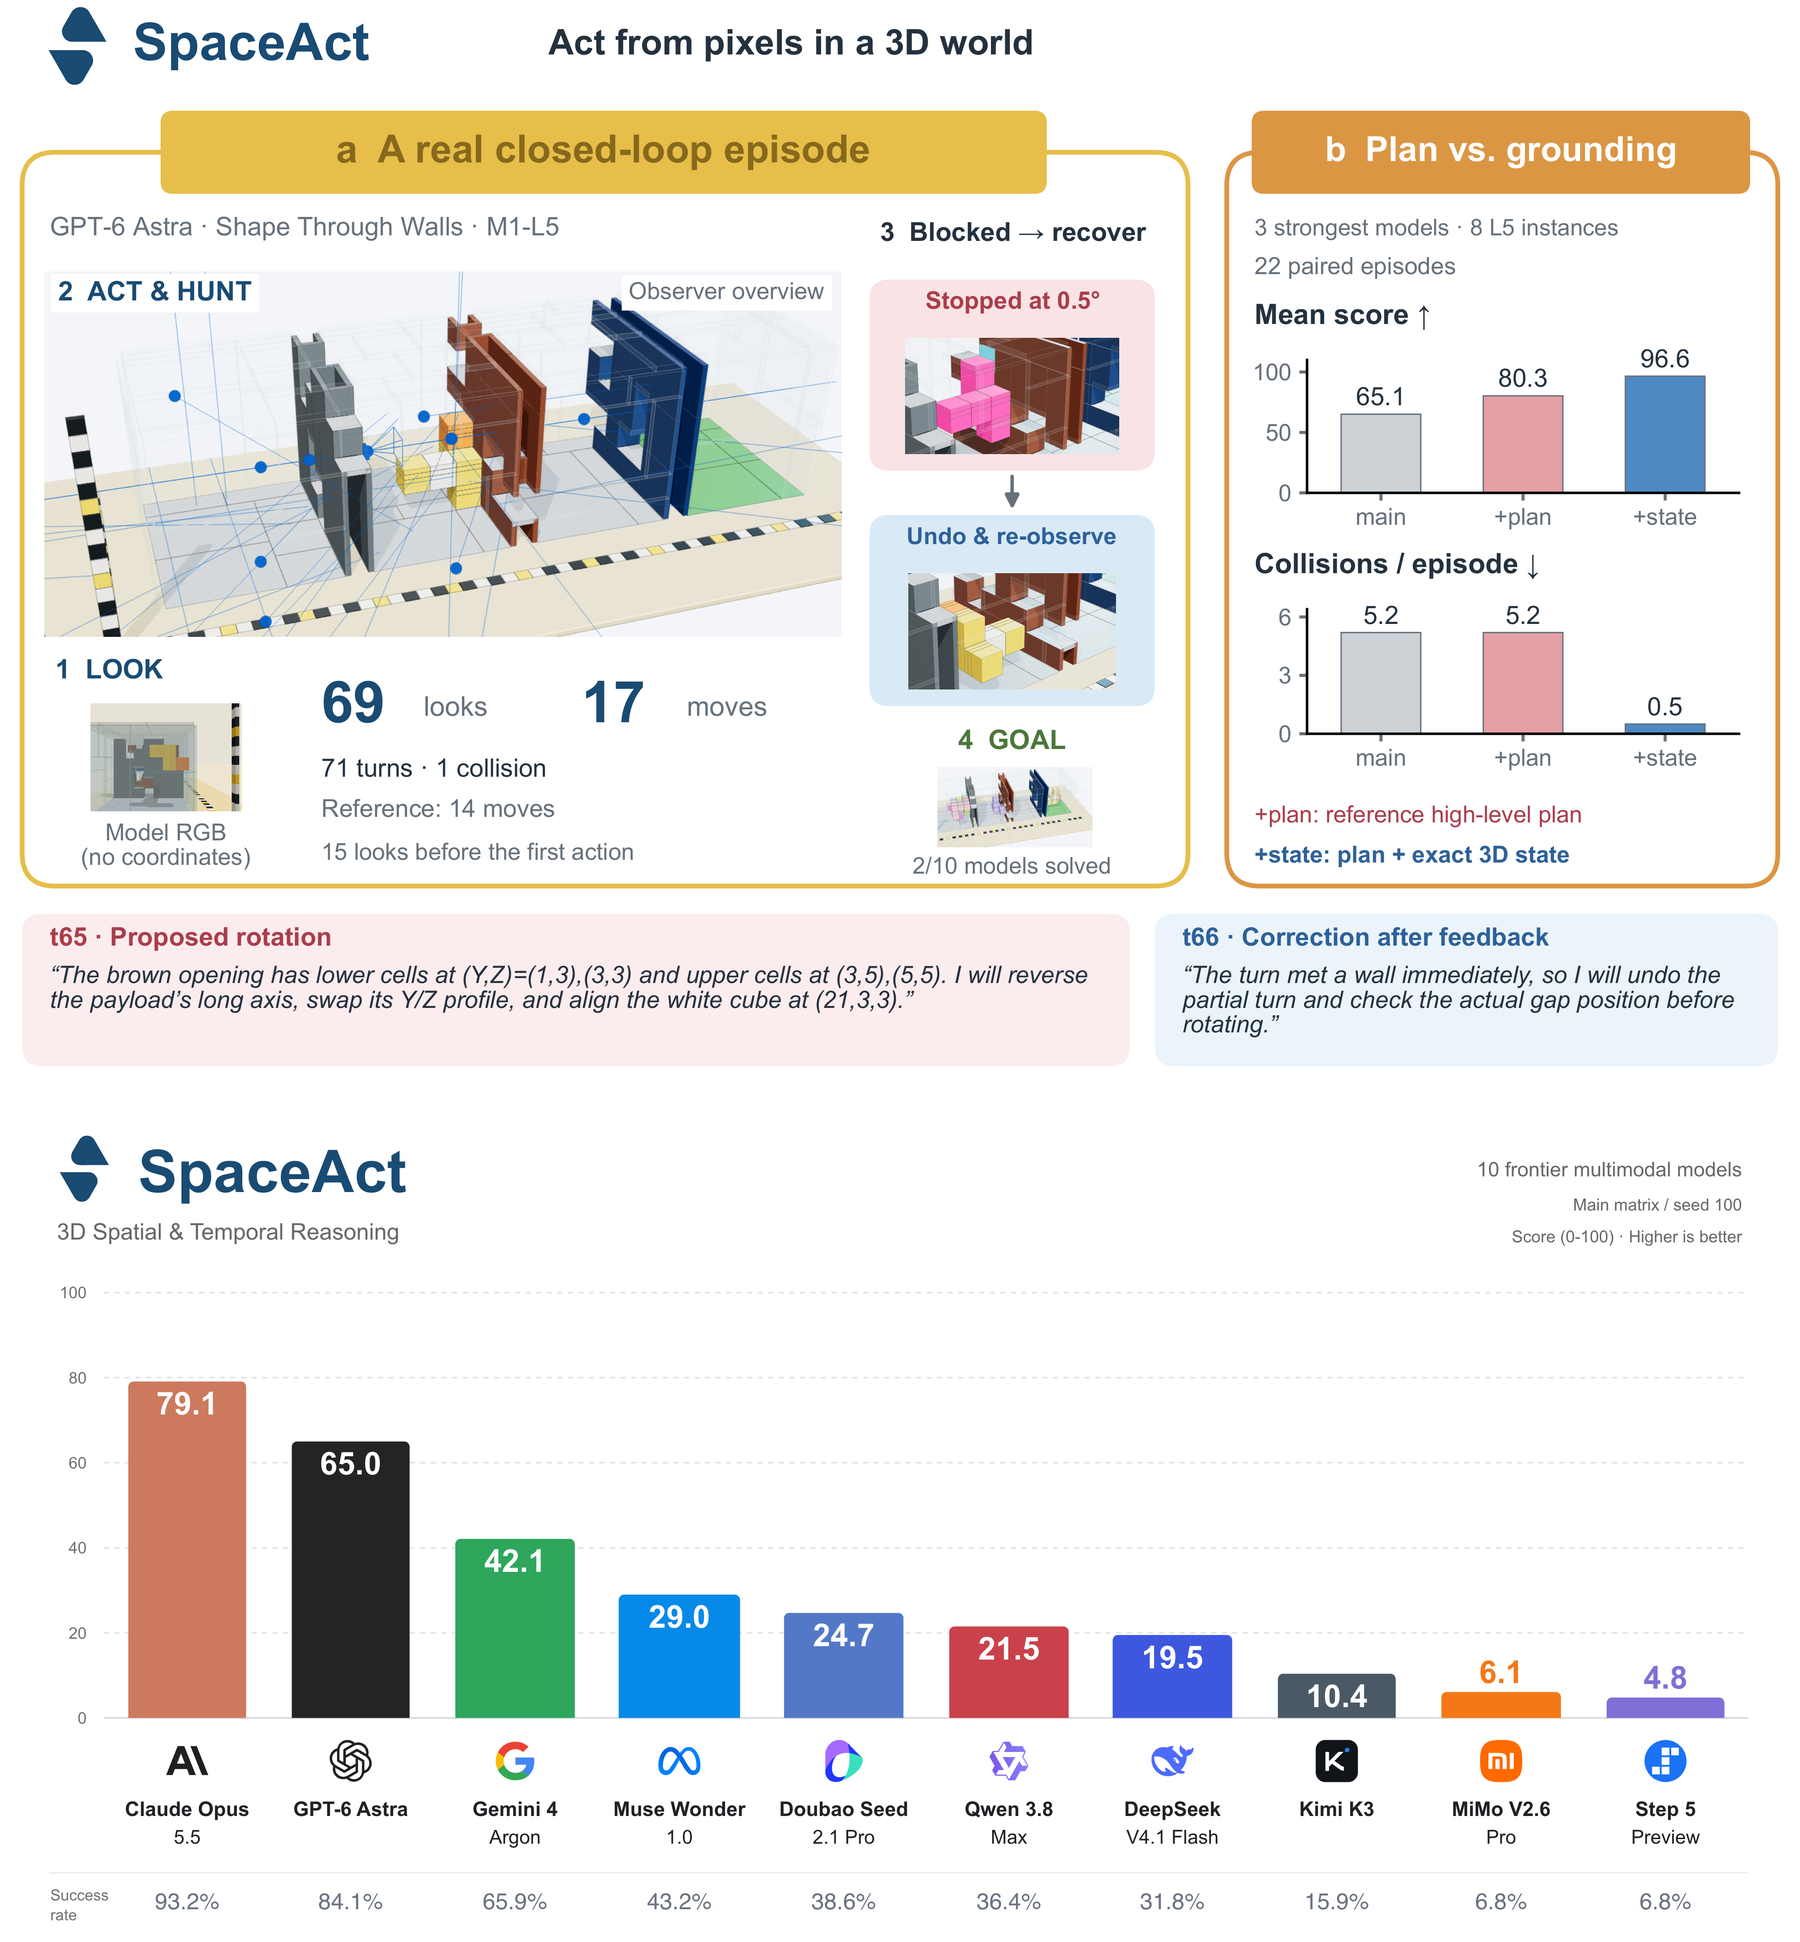 SpaceAct
Act from pixels in a 3D world
a A real closed-loop episode
GPT-6 Astra · Shape Through Walls · M1-L5
2 ACT & HUNT
Observer overview
1 LOOK
Model RGB
(no coordinates)
69 looks
17 moves
71 turns · 1 collision
Reference: 14 moves
15 looks before the first action
3 Blocked → recover
Stopped at 0.5°
Undo & re-observe
4 GOAL
2/10 models solved
b Plan vs. grounding
3 strongest models · 8 L5 instances
22 paired episodes
Mean score ↑
100
50
0
65.1
80.3
96.6
main
+plan
+state
Collisions / episode ↓
6
3
0
5.2
5.2
0.5
main
+plan
+state
+plan: reference high-level plan
+state: plan + exact 3D state
t65 · Proposed rotation
“The brown opening has lower cells at (Y,Z)=(1,3),(3,3) and upper cells at (3,5),(5,5). I will reverse
the payload’s long axis, swap its Y/Z profile, and align the white cube at (21,3,3).”
t66 · Correction after feedback
“The turn met a wall immediately, so I will undo the
partial turn and check the actual gap position before
rotating.”
SpaceAct
3D Spatial & Temporal Reasoning
10 frontier multimodal models
Main matrix / seed 100
Score (0-100) · Higher is better
100
80
60
40
20
0
79.1
65.0
42.1
29.0
24.7
21.5
19.5
10.4
6.1
4.8
Claude Opus
5.5
GPT-6 Astra
Gemini 4
Argon
Muse Wonder
1.0
Doubao Seed
2.1 Pro
Qwen 3.8
Max
DeepSeek
V4.1 Flash
Kimi K3
MiMo V2.6
Pro
Step 5
Preview
Success
rate
93.2%
84.1%
65.9%
43.2%
38.6%
36.4%
31.8%
15.9%
6.8%
6.8%